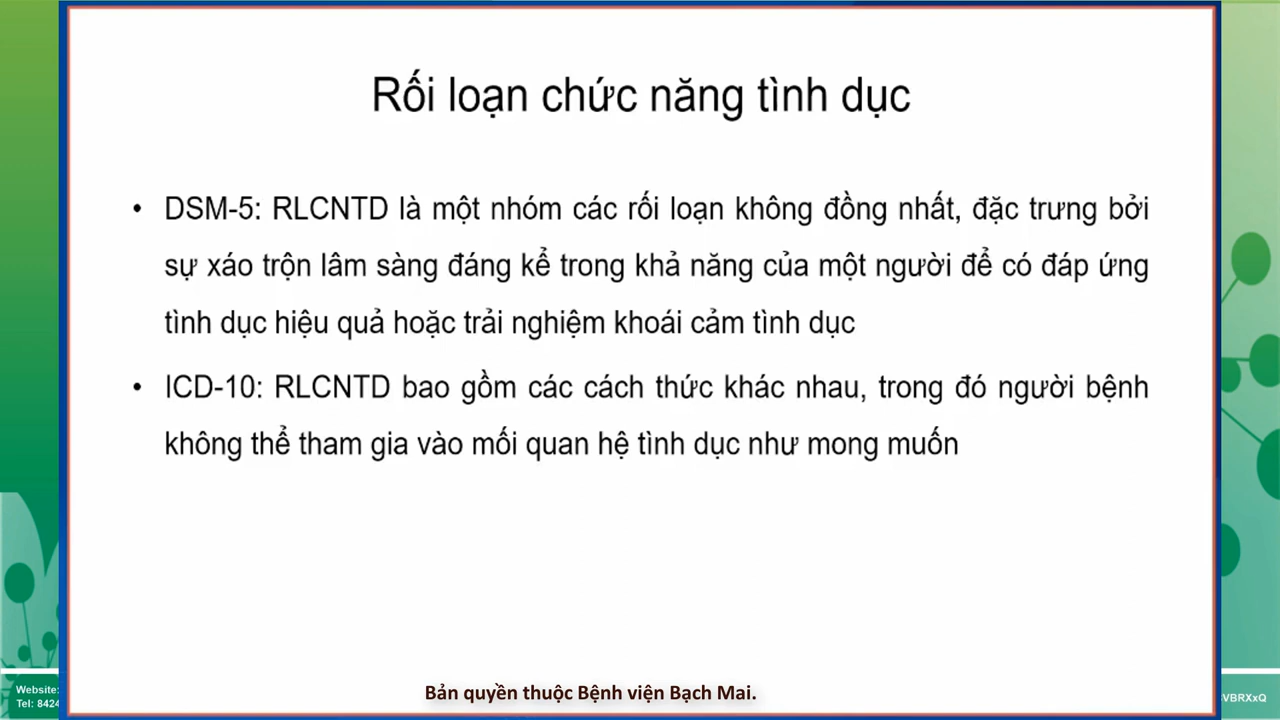 Rối loạn chức năng tình dục
• DSM-5: RLCNTD là một nhóm các rối loạn không đồng nhất, đặc trưng bởi
sự xáo trộn lâm sàng đáng kể trong khả năng của một người để có đáp ứng
tình dục hiệu quả hoặc trải nghiệm khoái cảm tình dục
• ICD-10: RLCNTD bao gồm các cách thức khác nhau, trong đó người bệnh
không thể tham gia vào mối quan hệ tình dục như mong muốn
Bản quyền thuộc Bệnh viện Bạch Mai.
Website:
Tel: 8424
VBRXxQ